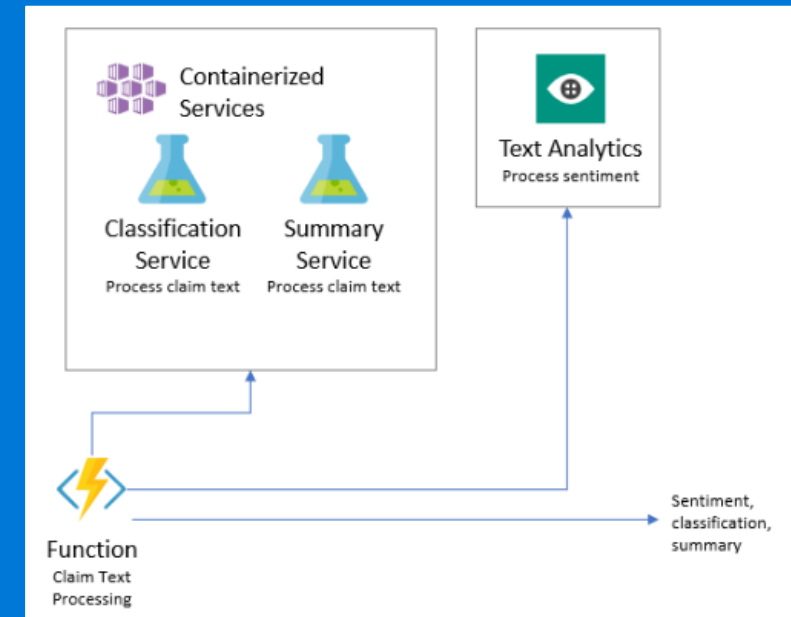 Containerized
Services
Classification
Service
Process claim text
Summary
Service
Process claim text
Text Analytics
Process sentiment
Function
Claim Text
Processing
Sentiment,
classification,
summary